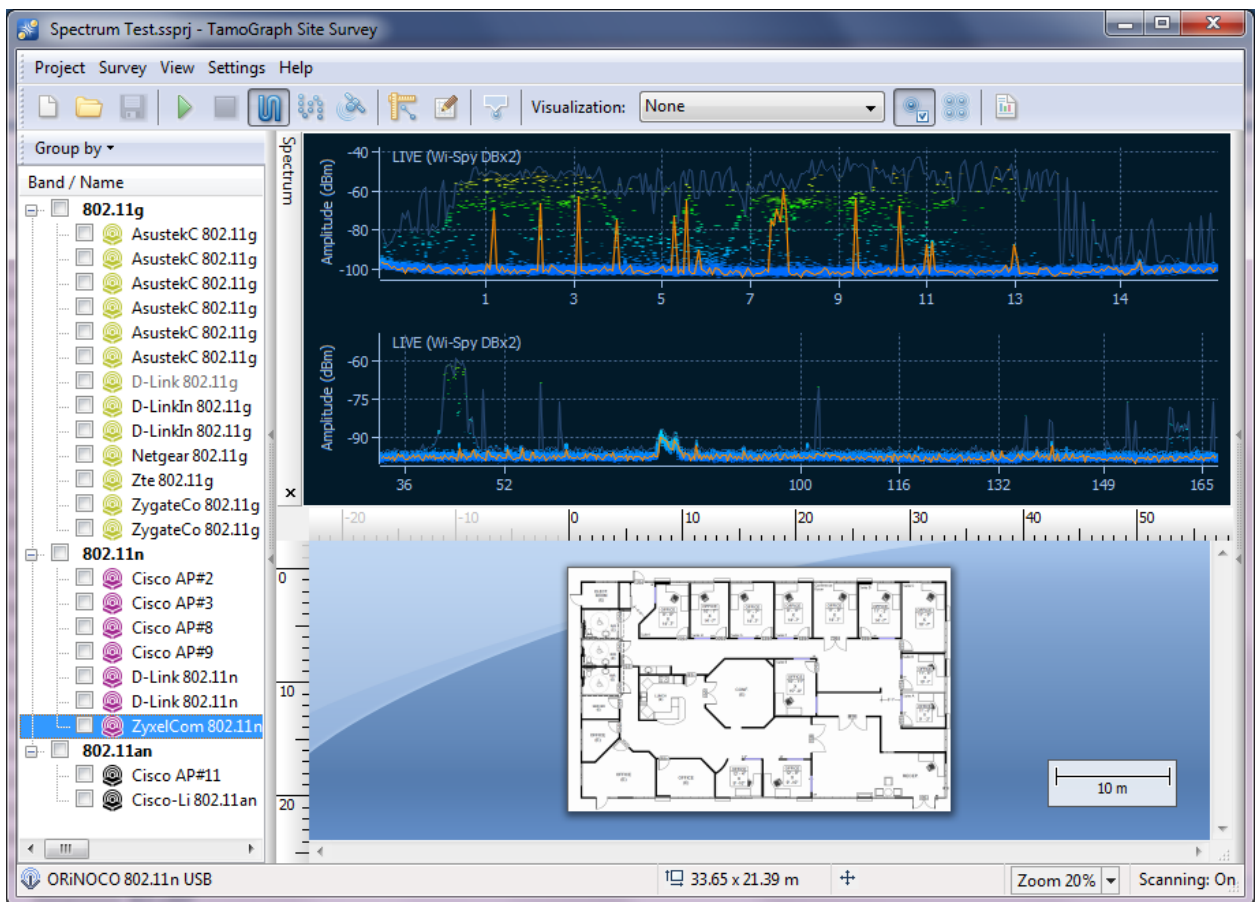 Spectrum Test.ssprj - TamoGraph Site Survey
Project Survey View Settings Help
Visualization: None
Group by
Band / Name
802.11g
AsustekC 802.11g
AsustekC 802.11g
AsustekC 802.11g
AsustekC 802.11g
AsustekC 802.11g
AsustekC 802.11g
D-Link 802.11g
D-LinkIn 802.11g
D-LinkIn 802.11g
Netgear 802.11g
Zte 802.11g
ZygateCo 802.11g
ZygateCo 802.11g
802.11n
Cisco AP#2
Cisco AP#3
Cisco AP#8
Cisco AP#9
D-Link 802.11n
D-Link 802.11n
ZyxelCom 802.11n
802.11an
Cisco AP#11
Cisco-Li 802.11an
Spectrum
x
LIVE (Wi-Spy DBx2)
Amplitude (dBm)
-40
-60
-80
-100
1 3 5 7 9 11 13 14
LIVE (Wi-Spy DBx2)
Amplitude (dBm)
-60
-75
-90
36 52 100 116 132 149 165
-20 -10 0 10 20 30 40 50
0
10
20
10 m
ORiNOCO 802.11n USB
33.65 x 21.39 m
Zoom 20%
Scanning: On